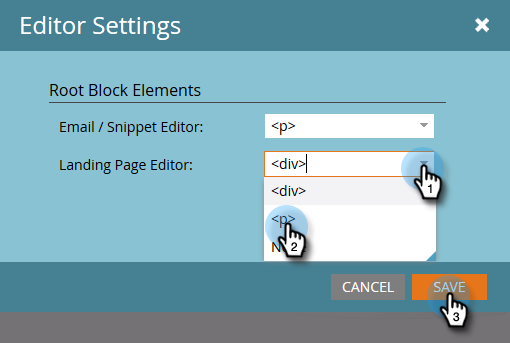 Editor Settings
Root Block Elements
Email / Snippet Editor:
<p>
Landing Page Editor:
<div>
1
<div>
<p>
2
CANCEL
SAVE
3